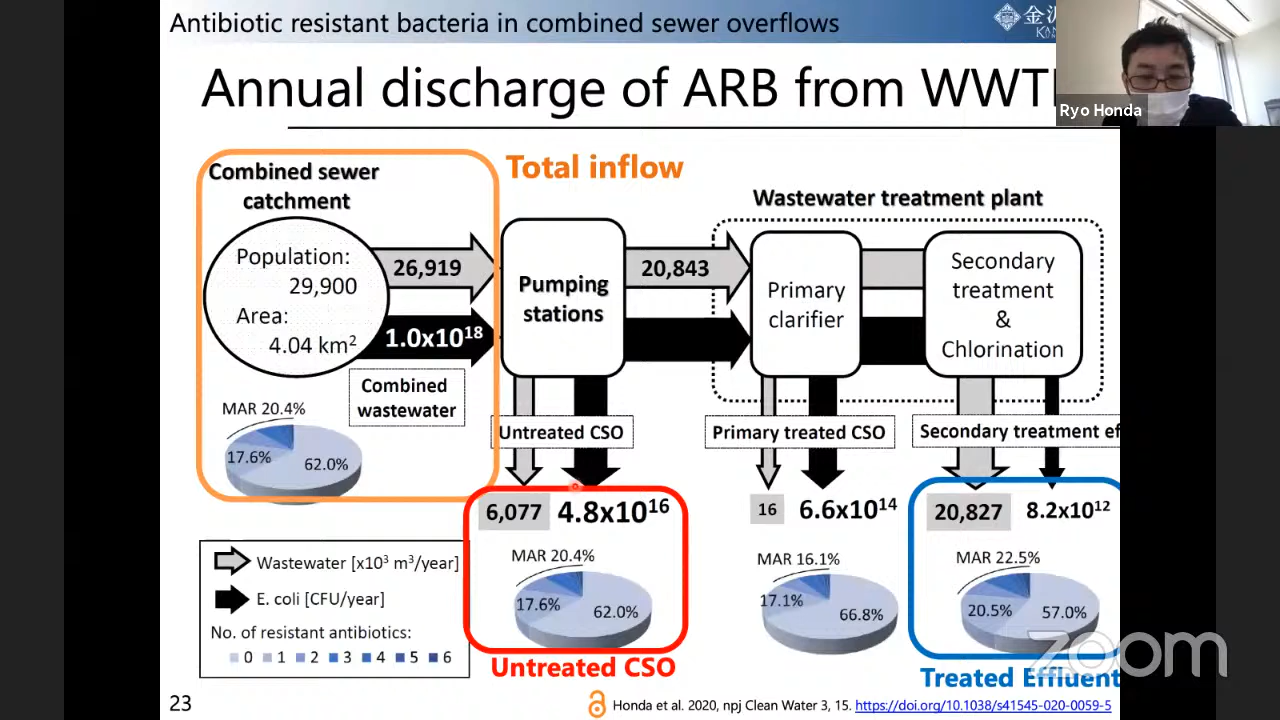 Antibiotic resistant bacteria in combined sewer overflows
Annual discharge of ARB from WWT
Ryo Honda
Combined sewer
catchment
Total inflow
Wastewater treatment plant
Population:
29,900
Area:
4.04 km²
26,919
1.0x10¹⁸
Combined
wastewater
Pumping
stations
20,843
Primary
clarifier
Secondary
treatment
&
Chlorination
MAR 20.4%
17.6%
62.0%
Untreated CSO
Primary treated CSO
Secondary treatment ef
6,077
4.8x10¹⁶
16
6.6x10¹⁴
20,827
8.2x10¹²
MAR 20.4%
17.6%
62.0%
MAR 16.1%
17.1%
66.8%
MAR 22.5%
20.5%
57.0%
Wastewater [x10³ m³/year]
E. coli [CFU/year]
No. of resistant antibiotics:
0 1 2 3 4 5 6
Untreated CSO
Treated Effluent
zoom
23
Honda et al. 2020, npj Clean Water 3, 15. https://doi.org/10.1038/s41545-020-0059-5